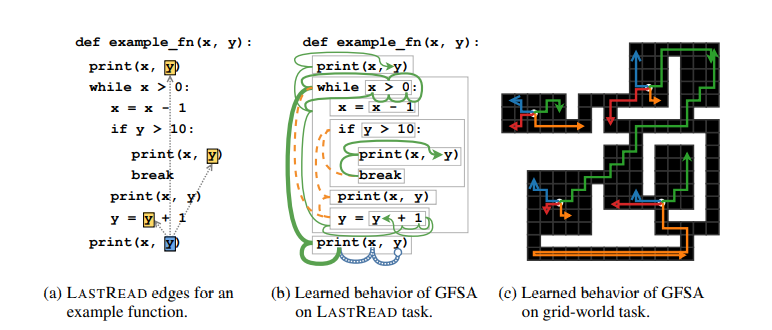 def example_fn(x, y):
print(x, y)
while x > 0:
x = x - 1
if y > 10:
print(x, y)
break
print(x, y)
y = y + 1
print(x, y)
(a) LASTREAD edges for an
example function.
def example_fn(x, y):
print(x, y)
while x > 0:
x = x - 1
if y > 10:
print(x, y)
break
print(x, y)
y = y + 1
print(x, y)
(b) Learned behavior of GFSA
on LASTREAD task.
(c) Learned behavior of GFSA
on grid-world task.